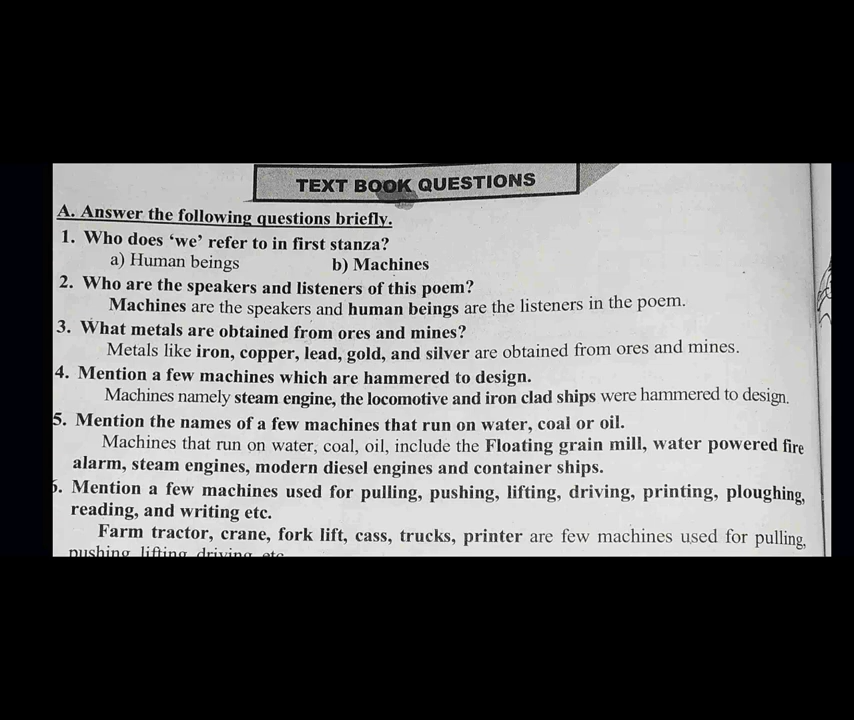 TEXT BOOK QUESTIONS
A. Answer the following questions briefly.
1. Who does ‘we’ refer to in first stanza?
a) Human beings b) Machines
2. Who are the speakers and listeners of this poem?
Machines are the speakers and human beings are the listeners in the poem.
3. What metals are obtained from ores and mines?
Metals like iron, copper, lead, gold, and silver are obtained from ores and mines.
4. Mention a few machines which are hammered to design.
Machines namely steam engine, the locomotive and iron clad ships were hammered to design.
5. Mention the names of a few machines that run on water, coal or oil.
Machines that run on water, coal, oil, include the Floating grain mill, water powered fire
alarm, steam engines, modern diesel engines and container ships.
6. Mention a few machines used for pulling, pushing, lifting, driving, printing, ploughing,
reading, and writing etc.
Farm tractor, crane, fork lift, cass, trucks, printer are few machines used for pulling,
pushing, lifting, driving, etc